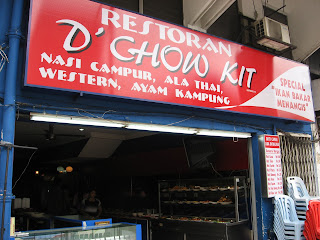 RESTORAN
D'CHOW KIT
NASI CAMPUR, ALA THAI,
WESTERN, AYAM KAMPUNG
SPECIAL
"IKAN BAKAR
MENANGIS"